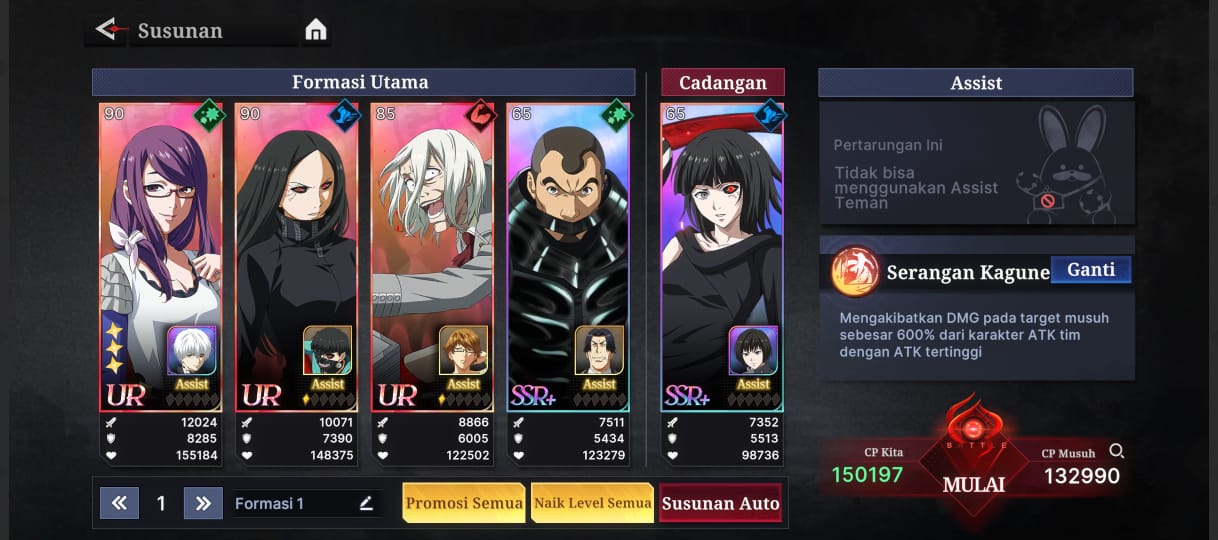 Susunan
Formasi Utama
Cadangan
Assist
90
90
85
65
65
Pertarungan Ini
Tidak bisa
menggunakan Assist
Teman
Serangan Kagune
Ganti
Mengakibatkan DMG pada target musuh
sebesar 600% dari karakter ATK tim
dengan ATK tertinggi
Assist
Assist
Assist
Assist
Assist
UR
UR
UR
SSR+
SSR+
12024
8285
155184
10071
7390
148375
8866
6005
122502
7511
5434
123279
7352
5513
98736
BATTLE
CP Kita
150197
MULAI
CP Musuh
132990
1
Formasi 1
Promosi Semua
Naik Level Semua
Susunan Auto